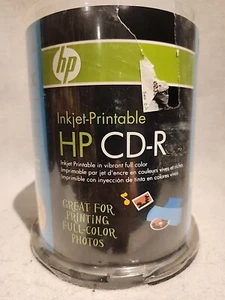 hp
Inkjet-Printable
HP CD-R
Inkjet Printable in vibrant full color
Imprimable par jet d'encre en couleurs vives et riches
Imprimible con inyección de tinta en colores vivos
GREAT FOR
PRINTING
FULL-COLOR
PHOTOS